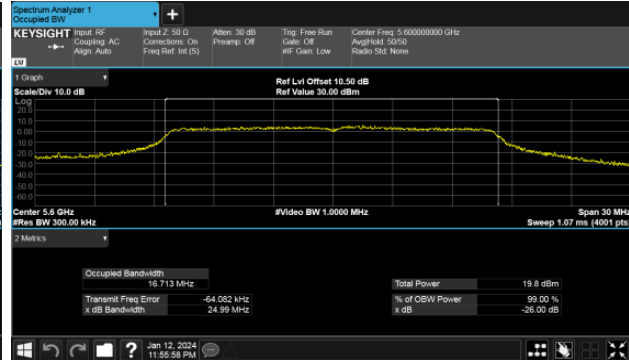 Spectrum Analyzer 1
Occupied BW
+
KEYSIGHT
Input: RF
Coupling: AC
Align: Auto
Input Z: 50 Ω
Corrections: On
Freq Ref: Int (S)
Atten: 30 dB
Preamp: Off
Trig: Free Run
Gate: Off
#IF Gain: Low
Center Freq: 5.600000000 GHz
Avg|Hold: 50/50
Radio Std: None
LXI
1 Graph
Scale/Div 10.0 dB
Ref Lvl Offset 10.50 dB
Ref Value 30.00 dBm
Log
20.0
10.0
0.00
-10.0
-20.0
-30.0
-40.0
-50.0
-60.0
Center 5.6 GHz
#Res BW 300.00 kHz
#Video BW 1.0000 MHz
Span 30 MHz
Sweep 1.07 ms (4001 pts)
2 Metrics
Occupied Bandwidth
16.713 MHz
Transmit Freq Error -64.082 kHz
x dB Bandwidth 24.99 MHz
Total Power 19.8 dBm
% of OBW Power 99.00 %
x dB -26.00 dB
?
Jan 12, 2024
11:55:58 PM